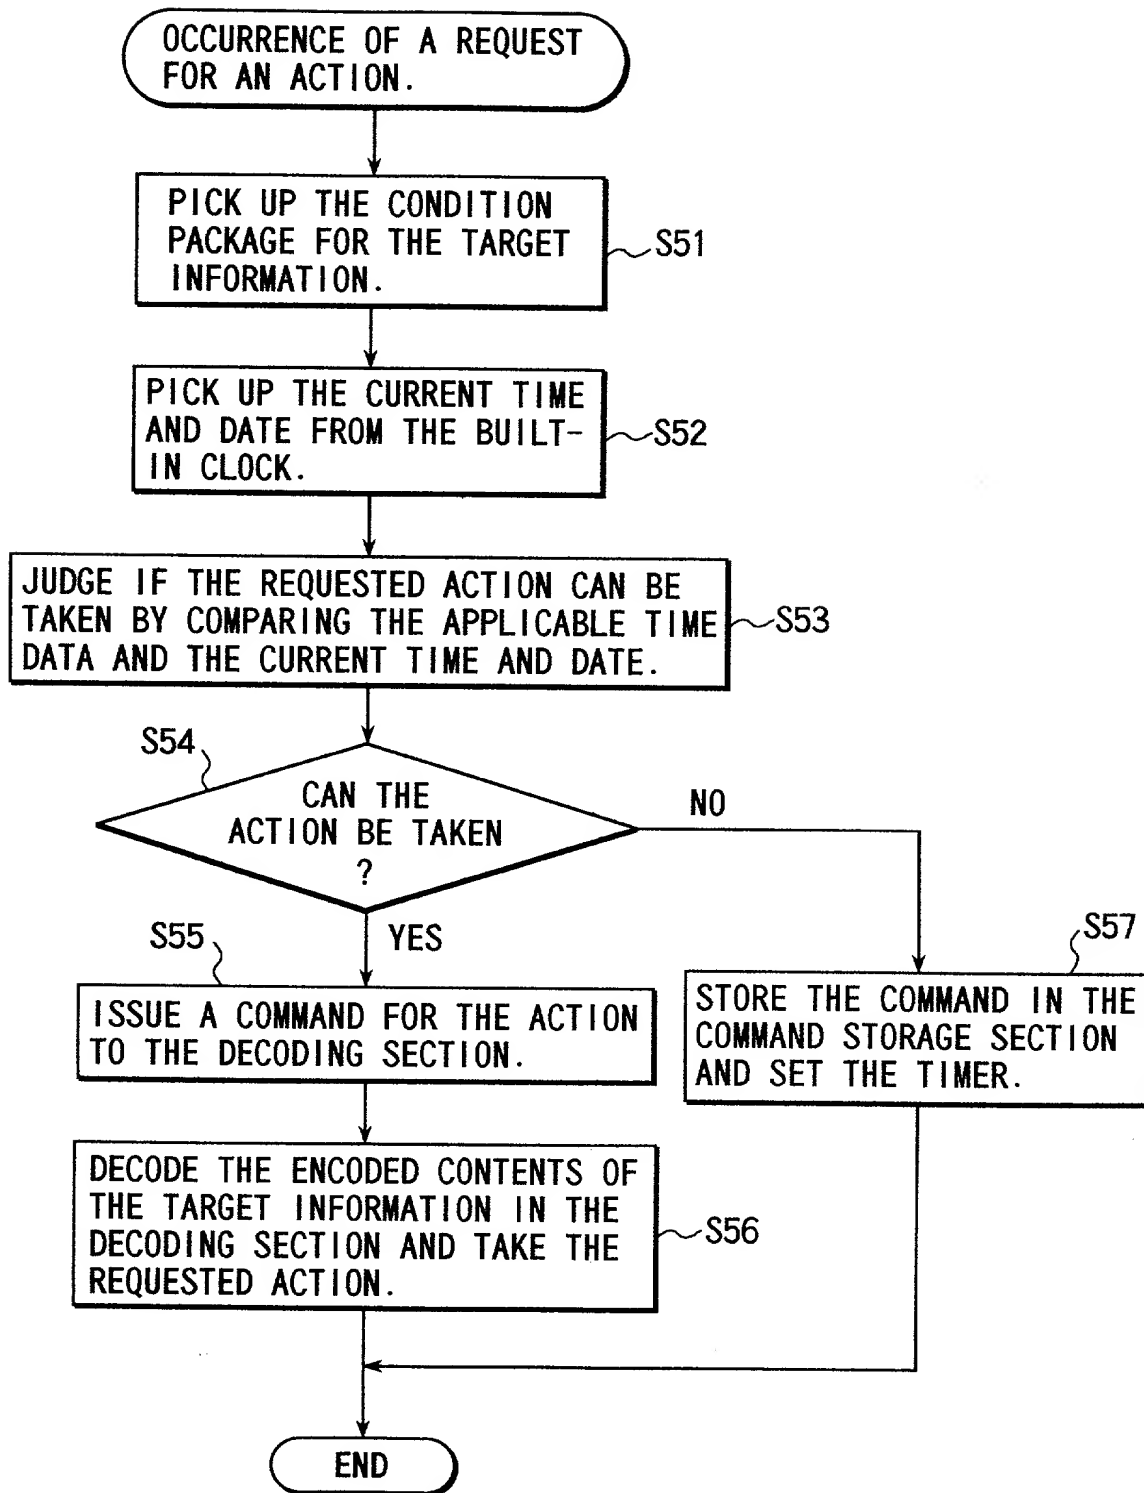 OCCURRENCE OF A REQUEST
FOR AN ACTION.
PICK UP THE CONDITION
PACKAGE FOR THE TARGET
INFORMATION.
S51
PICK UP THE CURRENT TIME
AND DATE FROM THE BUILT-
IN CLOCK.
S52
JUDGE IF THE REQUESTED ACTION CAN BE
TAKEN BY COMPARING THE APPLICABLE TIME
DATA AND THE CURRENT TIME AND DATE.
S53
S54
CAN THE
ACTION BE TAKEN
?
NO
YES
S55
ISSUE A COMMAND FOR THE ACTION
TO THE DECODING SECTION.
S57
STORE THE COMMAND IN THE
COMMAND STORAGE SECTION
AND SET THE TIMER.
DECODE THE ENCODED CONTENTS OF
THE TARGET INFORMATION IN THE
DECODING SECTION AND TAKE THE
REQUESTED ACTION.
S56
END